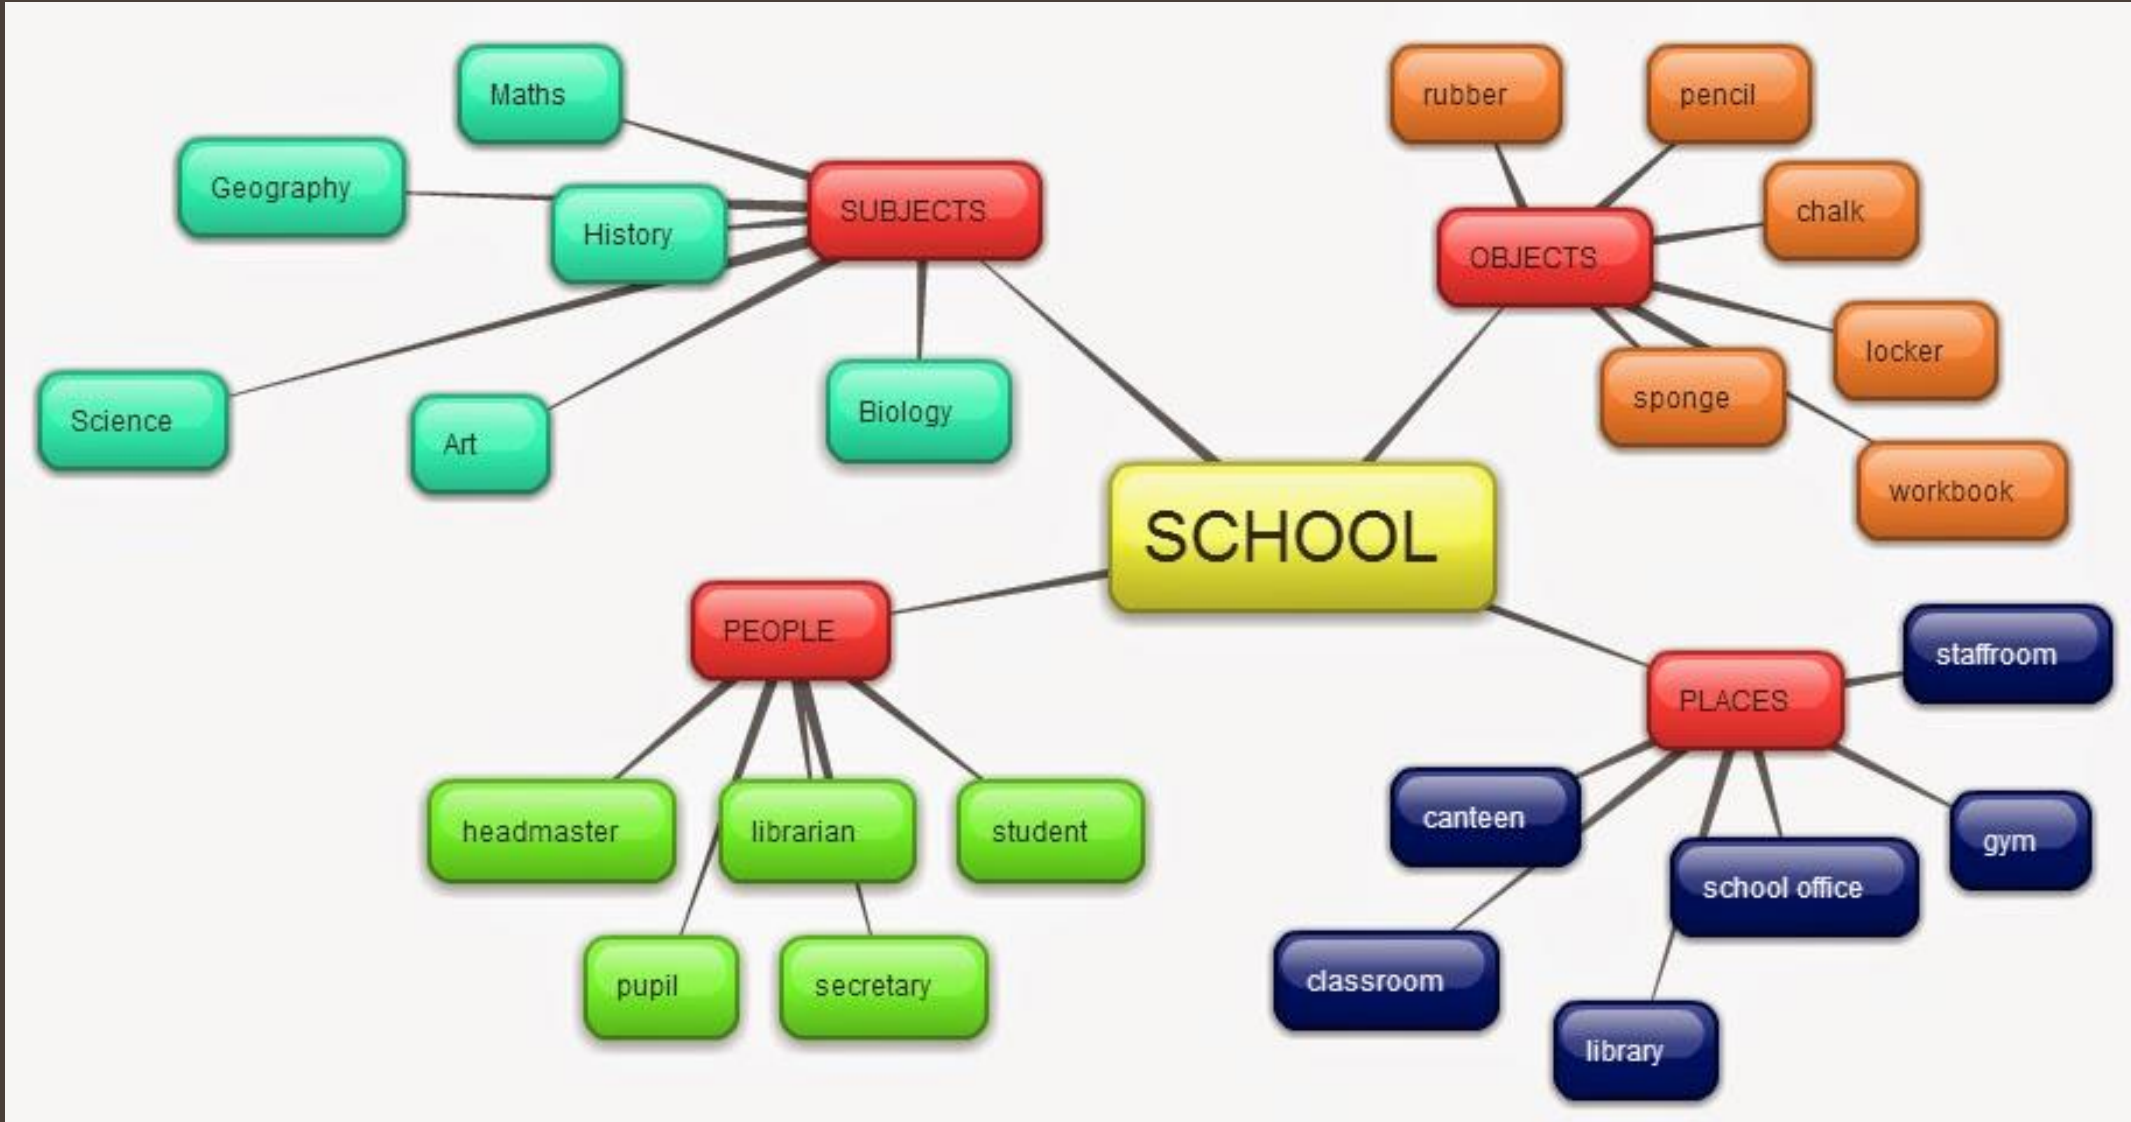 Maths
Geography
History
SUBJECTS
Science
Art
Biology
rubber
pencil
chalk
OBJECTS
locker
sponge
workbook
SCHOOL
PEOPLE
headmaster
librarian
student
pupil
secretary
staffroom
PLACES
canteen
gym
school office
classroom
library